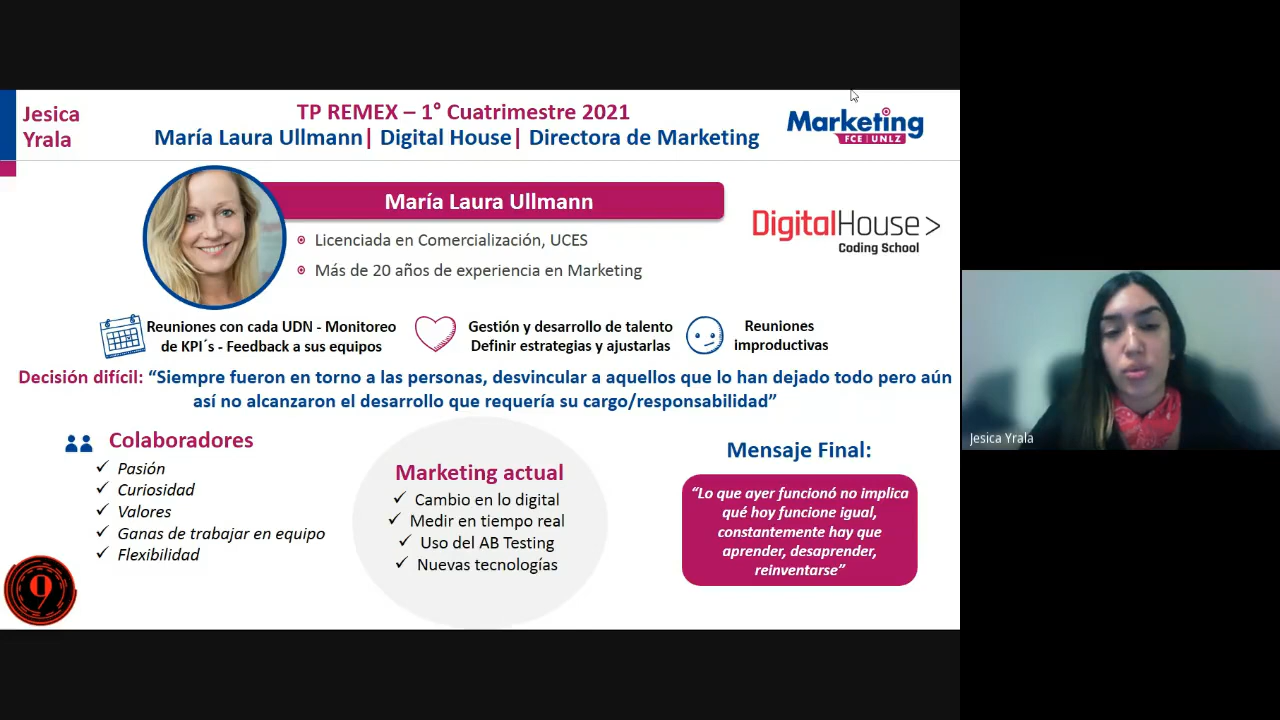 Jesica
Yrala
TP REMEX – 1° Cuatrimestre 2021
María Laura Ullmann| Digital House| Directora de Marketing
Marketing
FCE | UNLZ
María Laura Ullmann
Licenciada en Comercialización, UCES
Más de 20 años de experiencia en Marketing
DigitalHouse>
Coding School
Reuniones con cada UDN - Monitoreo
de KPI´s - Feedback a sus equipos
Gestión y desarrollo de talento
Definir estrategias y ajustarlas
Reuniones
improductivas
Decisión difícil: “Siempre fueron en torno a las personas, desvincular a aquellos que lo han dejado todo pero aún
así no alcanzaron el desarrollo que requería su cargo/responsabilidad”
Colaboradores
✓ Pasión
✓ Curiosidad
✓ Valores
✓ Ganas de trabajar en equipo
✓ Flexibilidad
Marketing actual
✓ Cambio en lo digital
✓ Medir en tiempo real
✓ Uso del AB Testing
✓ Nuevas tecnologías
Mensaje Final:
“Lo que ayer funcionó no implica
qué hoy funcione igual,
constantemente hay que
aprender, desaprender,
reinventarse”
9
Jesica Yrala